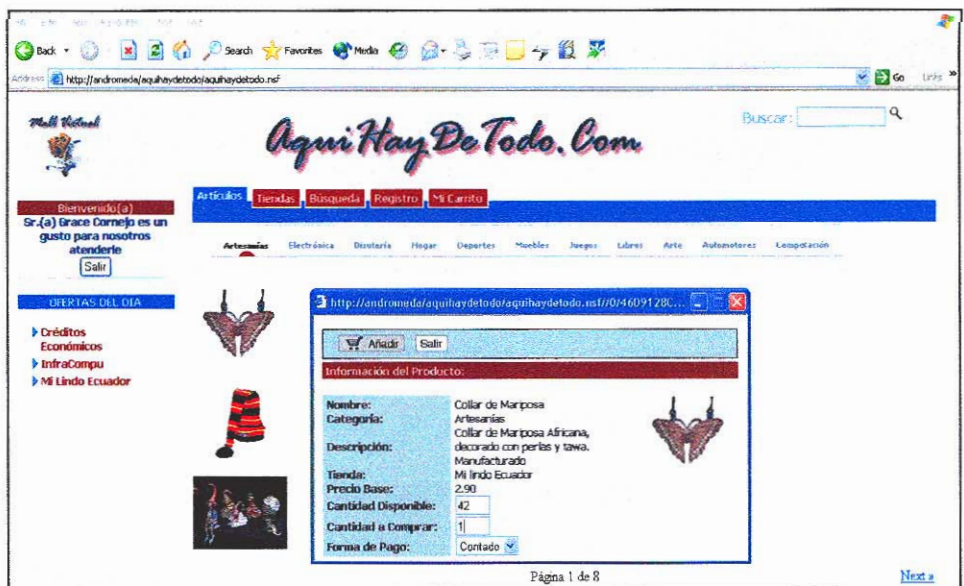 Back
Search
Favorites
Media
Address
http://andromeda/aquihaydetodo/aquihaydetodo.nsf
Go
Links »
Mall Virtual
AquiHayDeTodo.Com
Buscar:
Artículos
Tiendas
Búsqueda
Registro
Mi Carrito
Bienvenido(a)
Sr.(a) Grace Cornejo es un
gusto para nosotros
atenderle
Salir
Artesanías
Electrónica
Bisutería
Hogar
Deportes
Muebles
Juegos
Libros
Arte
Automotores
Computación
OFERTAS DEL DIA
Créditos
Económicos
InfraCompu
Mi Lindo Ecuador
http://andromeda/aquihaydetodo/aquihaydetodo.nsf//0/46D9128C...
Añadir
Salir
Información del Producto:
Nombre: Collar de Mariposa
Categoría: Artesanías
Descripción: Collar de Mariposa Africana,
decorado con perlas y tawa.
Manufacturado
Tienda: Mi lindo Ecuador
Precio Base: 2.90
Cantidad Disponible: 42
Cantidad a Comprar: 1
Forma de Pago: Contado
Página 1 de 8
Next »